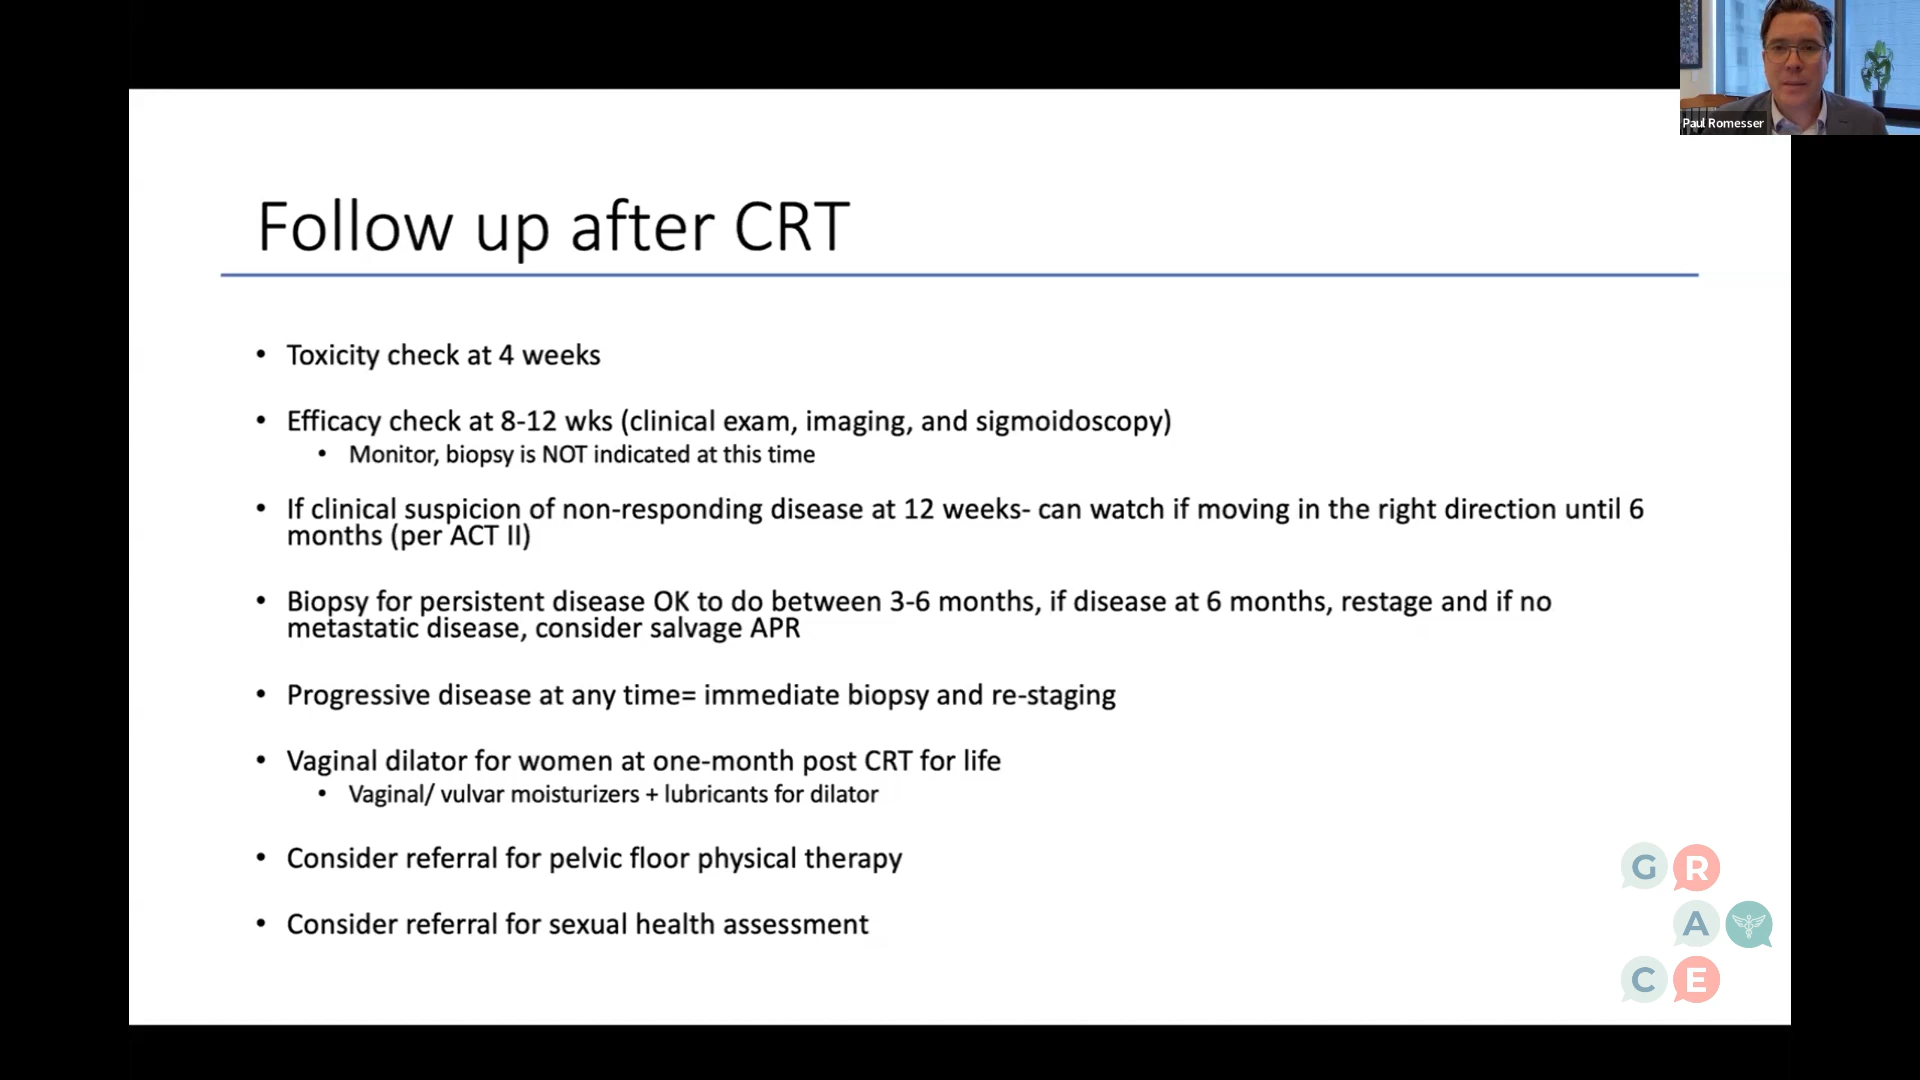 Paul Romesser
Follow up after CRT
• Toxicity check at 4 weeks
• Efficacy check at 8-12 wks (clinical exam, imaging, and sigmoidoscopy)
• Monitor, biopsy is NOT indicated at this time
• If clinical suspicion of non-responding disease at 12 weeks- can watch if moving in the right direction until 6
months (per ACT II)
• Biopsy for persistent disease OK to do between 3-6 months, if disease at 6 months, restage and if no
metastatic disease, consider salvage APR
• Progressive disease at any time= immediate biopsy and re-staging
• Vaginal dilator for women at one-month post CRT for life
• Vaginal/ vulvar moisturizers + lubricants for dilator
• Consider referral for pelvic floor physical therapy
• Consider referral for sexual health assessment
G R
A
C E